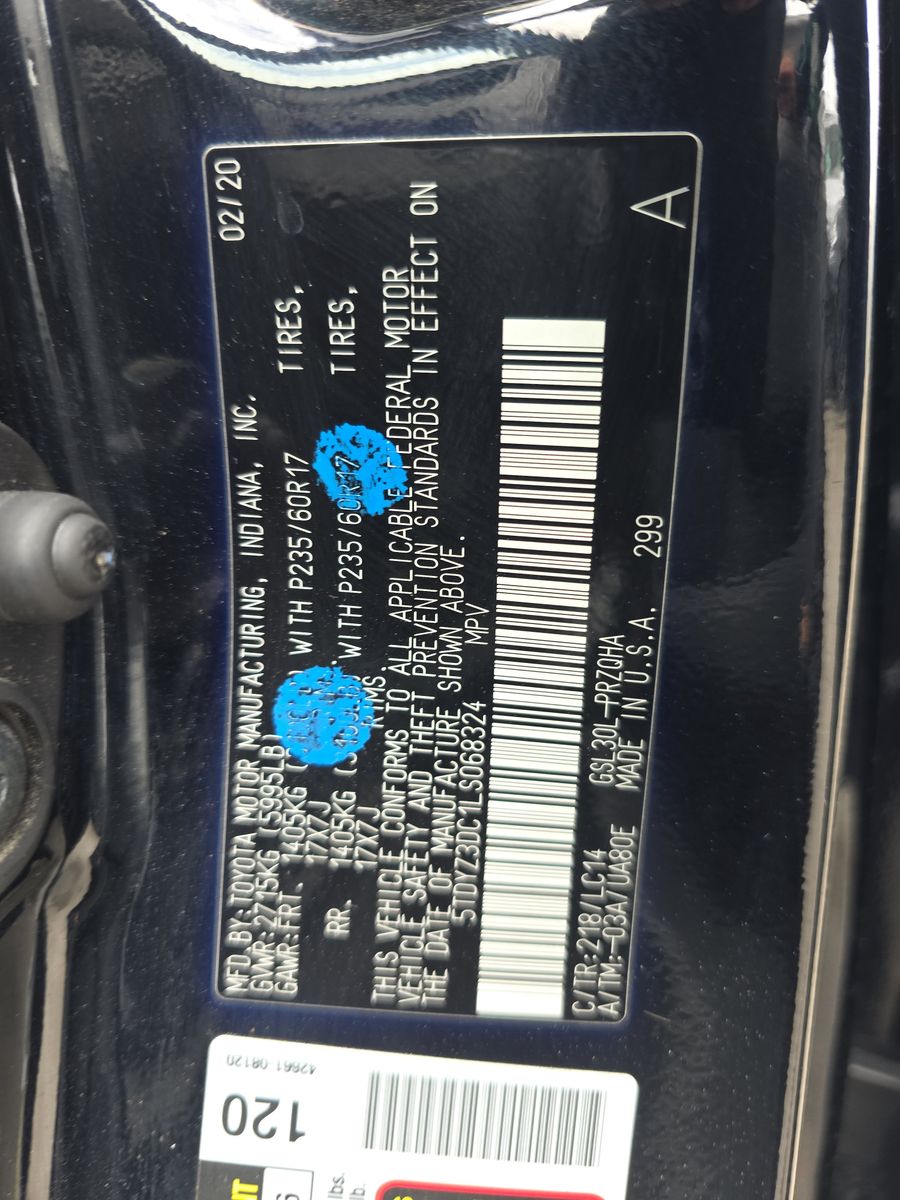 MFD BY:TOYOTA MOTOR MANUFACTURING, INDIANA, INC. 02/20
GVWR:2715KG (5995LB)
GAWR:FRT. 1405KG WITH P235/60R17 TIRES,
17X7J
RR. 1405KG WITH P235/60R17 TIRES,
17X7J RIMS.
THIS VEHICLE CONFORMS TO ALL APPLICABLE FEDERAL MOTOR
VEHICLE SAFETY AND THEFT PREVENTION STANDARDS IN EFFECT ON
THE DATE OF MANUFACTURE SHOWN ABOVE.
5TDYZ3DC1LS068324 MPV
C/TR:218/LC14 GSL30L-PRZQHA
A/TM:-03A/UA80E MADE IN U.S.A. 299
A
42661-08120
120
lbs.
lb.